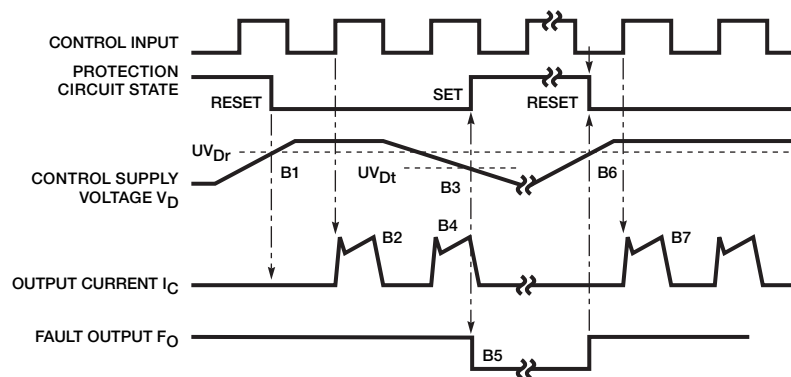 CONTROL INPUT
PROTECTION
CIRCUIT STATE
RESET
SET
RESET
UVDr
B1
UVDt
B3
B6
CONTROL SUPPLY
VOLTAGE VD
B2
B4
B7
OUTPUT CURRENT IC
FAULT OUTPUT FO
B5